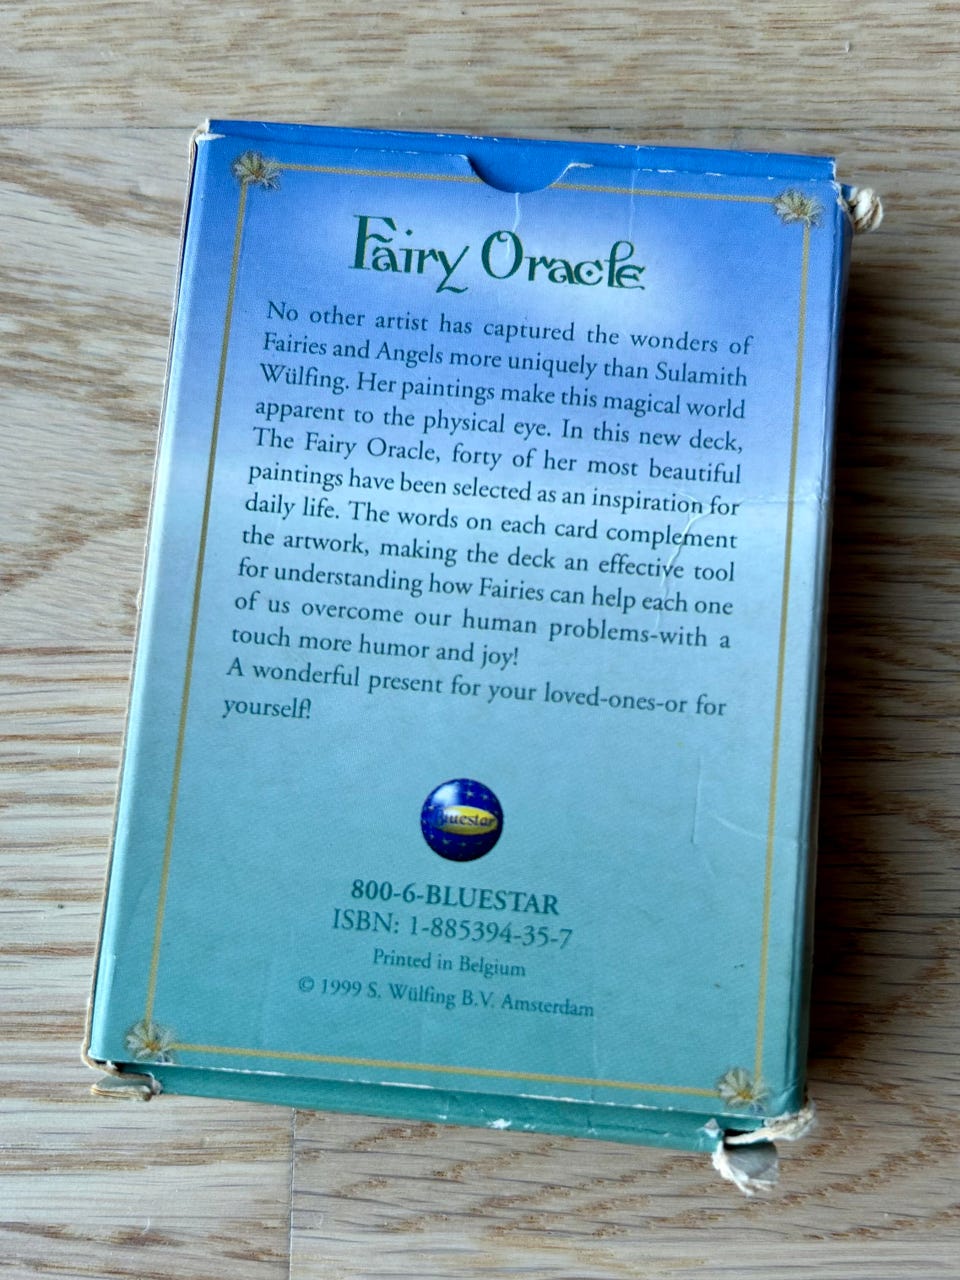 Fairy Oracle
No other artist has captured the wonders of
Fairies and Angels more uniquely than Sulamith
Wülfing. Her paintings make this magical world
apparent to the physical eye. In this new deck,
The Fairy Oracle, forty of her most beautiful
paintings have been selected as an inspiration for
daily life. The words on each card complement
the artwork, making the deck an effective tool
for understanding how Fairies can help each one
of us overcome our human problems-with a
touch more humor and joy!
A wonderful present for your loved-ones-or for
yourself!
Bluestar
800-6-BLUESTAR
ISBN: 1-885394-35-7
Printed in Belgium
© 1999 S. Wülfing B.V. Amsterdam